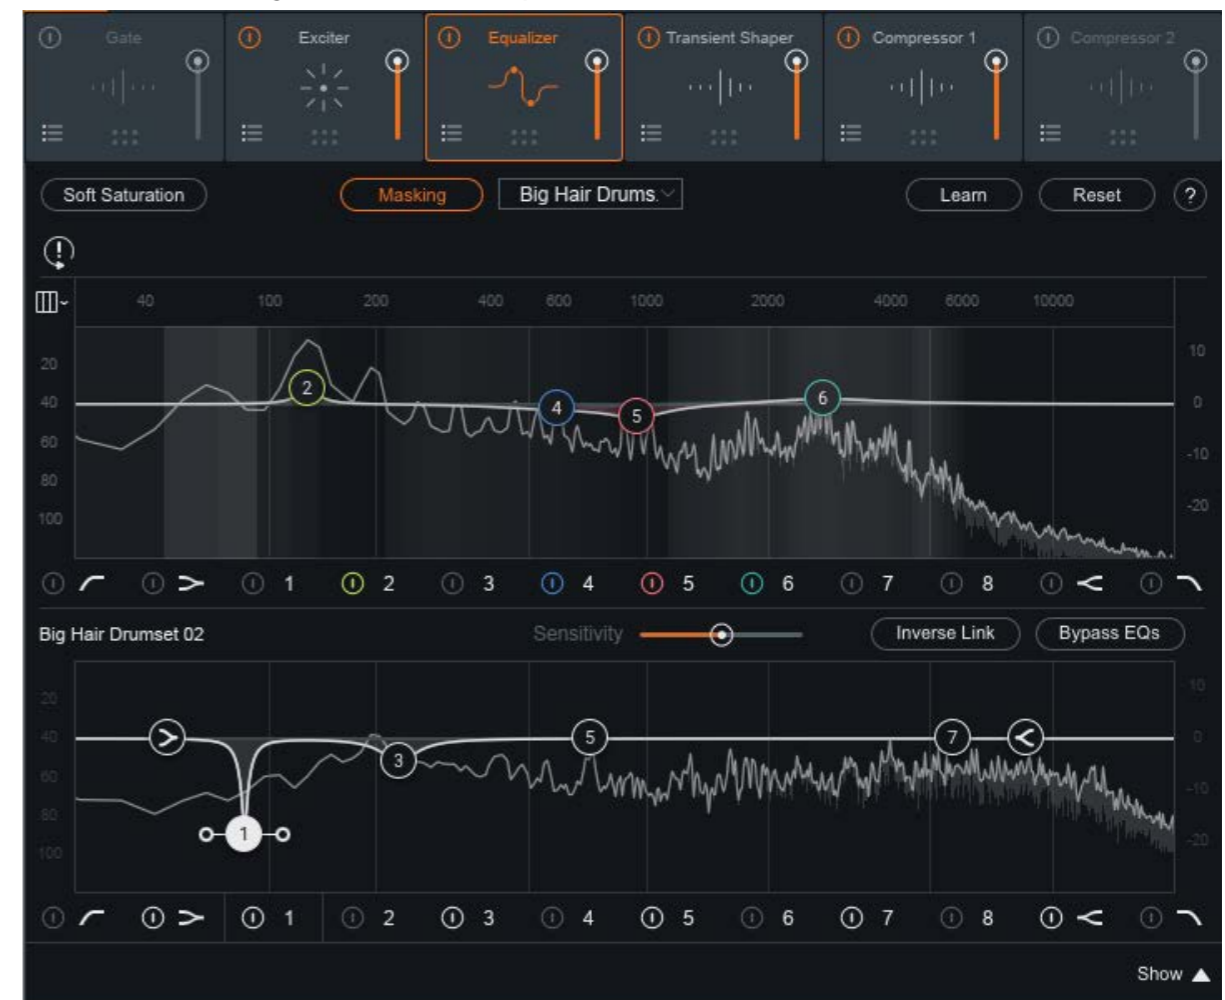 Gate Exciter Equalizer Transient Shaper Compressor 1 Compressor 2
Soft Saturation Masking Big Hair Drums. Learn Reset ?
!
40 100 200 400 600 1000 2000 4000 6000 10000
20 10
40 0
60 -10
80
100 -20
2 4 5 6
1 2 3 4 5 6 7 8
Big Hair Drumset 02 Sensitivity Inverse Link Bypass EQs
20 10
40 0
60 -10
80
100 -20
5 7
3
1
1 2 3 4 5 6 7 8
Show